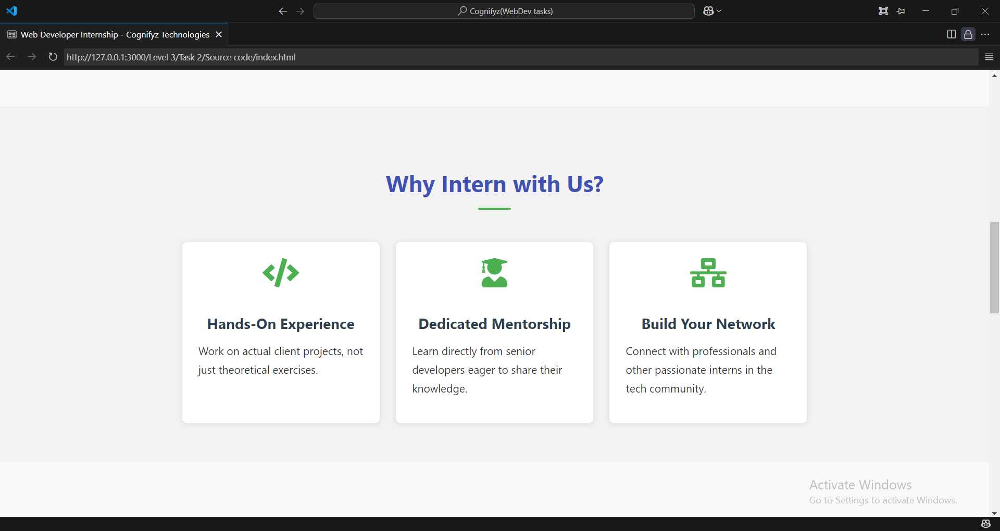 Cognifyz(WebDev tasks)
Web Developer Internship - Cognifyz Technologies
http://127.0.0.1:3000/Level 3/Task 2/Source code/index.html
Why Intern with Us?
Hands-On Experience
Work on actual client projects, not
just theoretical exercises.
Dedicated Mentorship
Learn directly from senior
developers eager to share their
knowledge.
Build Your Network
Connect with professionals and
other passionate interns in the
tech community.
Activate Windows
Go to Settings to activate Windows.